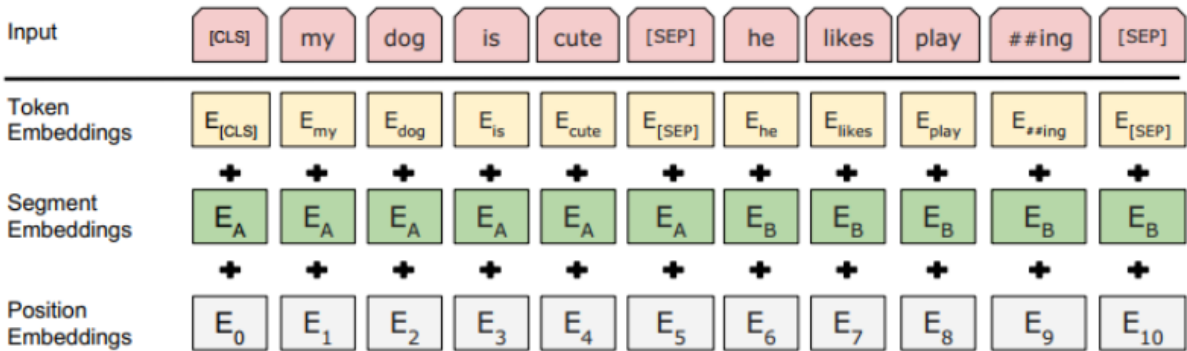 Input [CLS] my dog is cute [SEP] he likes play ##ing [SEP]
Token
Embeddings
E[CLS] Emy Edog Eis Ecute E[SEP] Ehe Elikes Eplay E##ing E[SEP]
+ + + + + + + + + + +
Segment
Embeddings
EA EA EA EA EA EA EB EB EB EB EB
+ + + + + + + + + + +
Position
Embeddings
E0 E1 E2 E3 E4 E5 E6 E7 E8 E9 E10